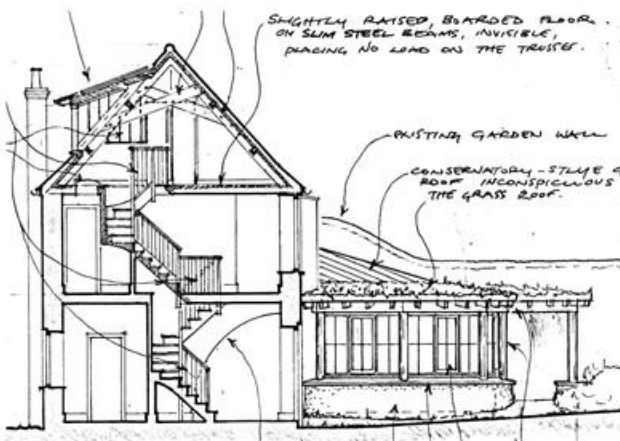 SLIGHTLY RAISED, BOARDED FLOOR.
ON SLIM STEEL BEAMS, INVISIBLE,
PLACING NO LOAD ON THE TRUSSES.
EXISTING GARDEN WALL
CONSERVATORY-STYLE G
ROOF INCONSPICUOUS
THE GRASS ROOF.